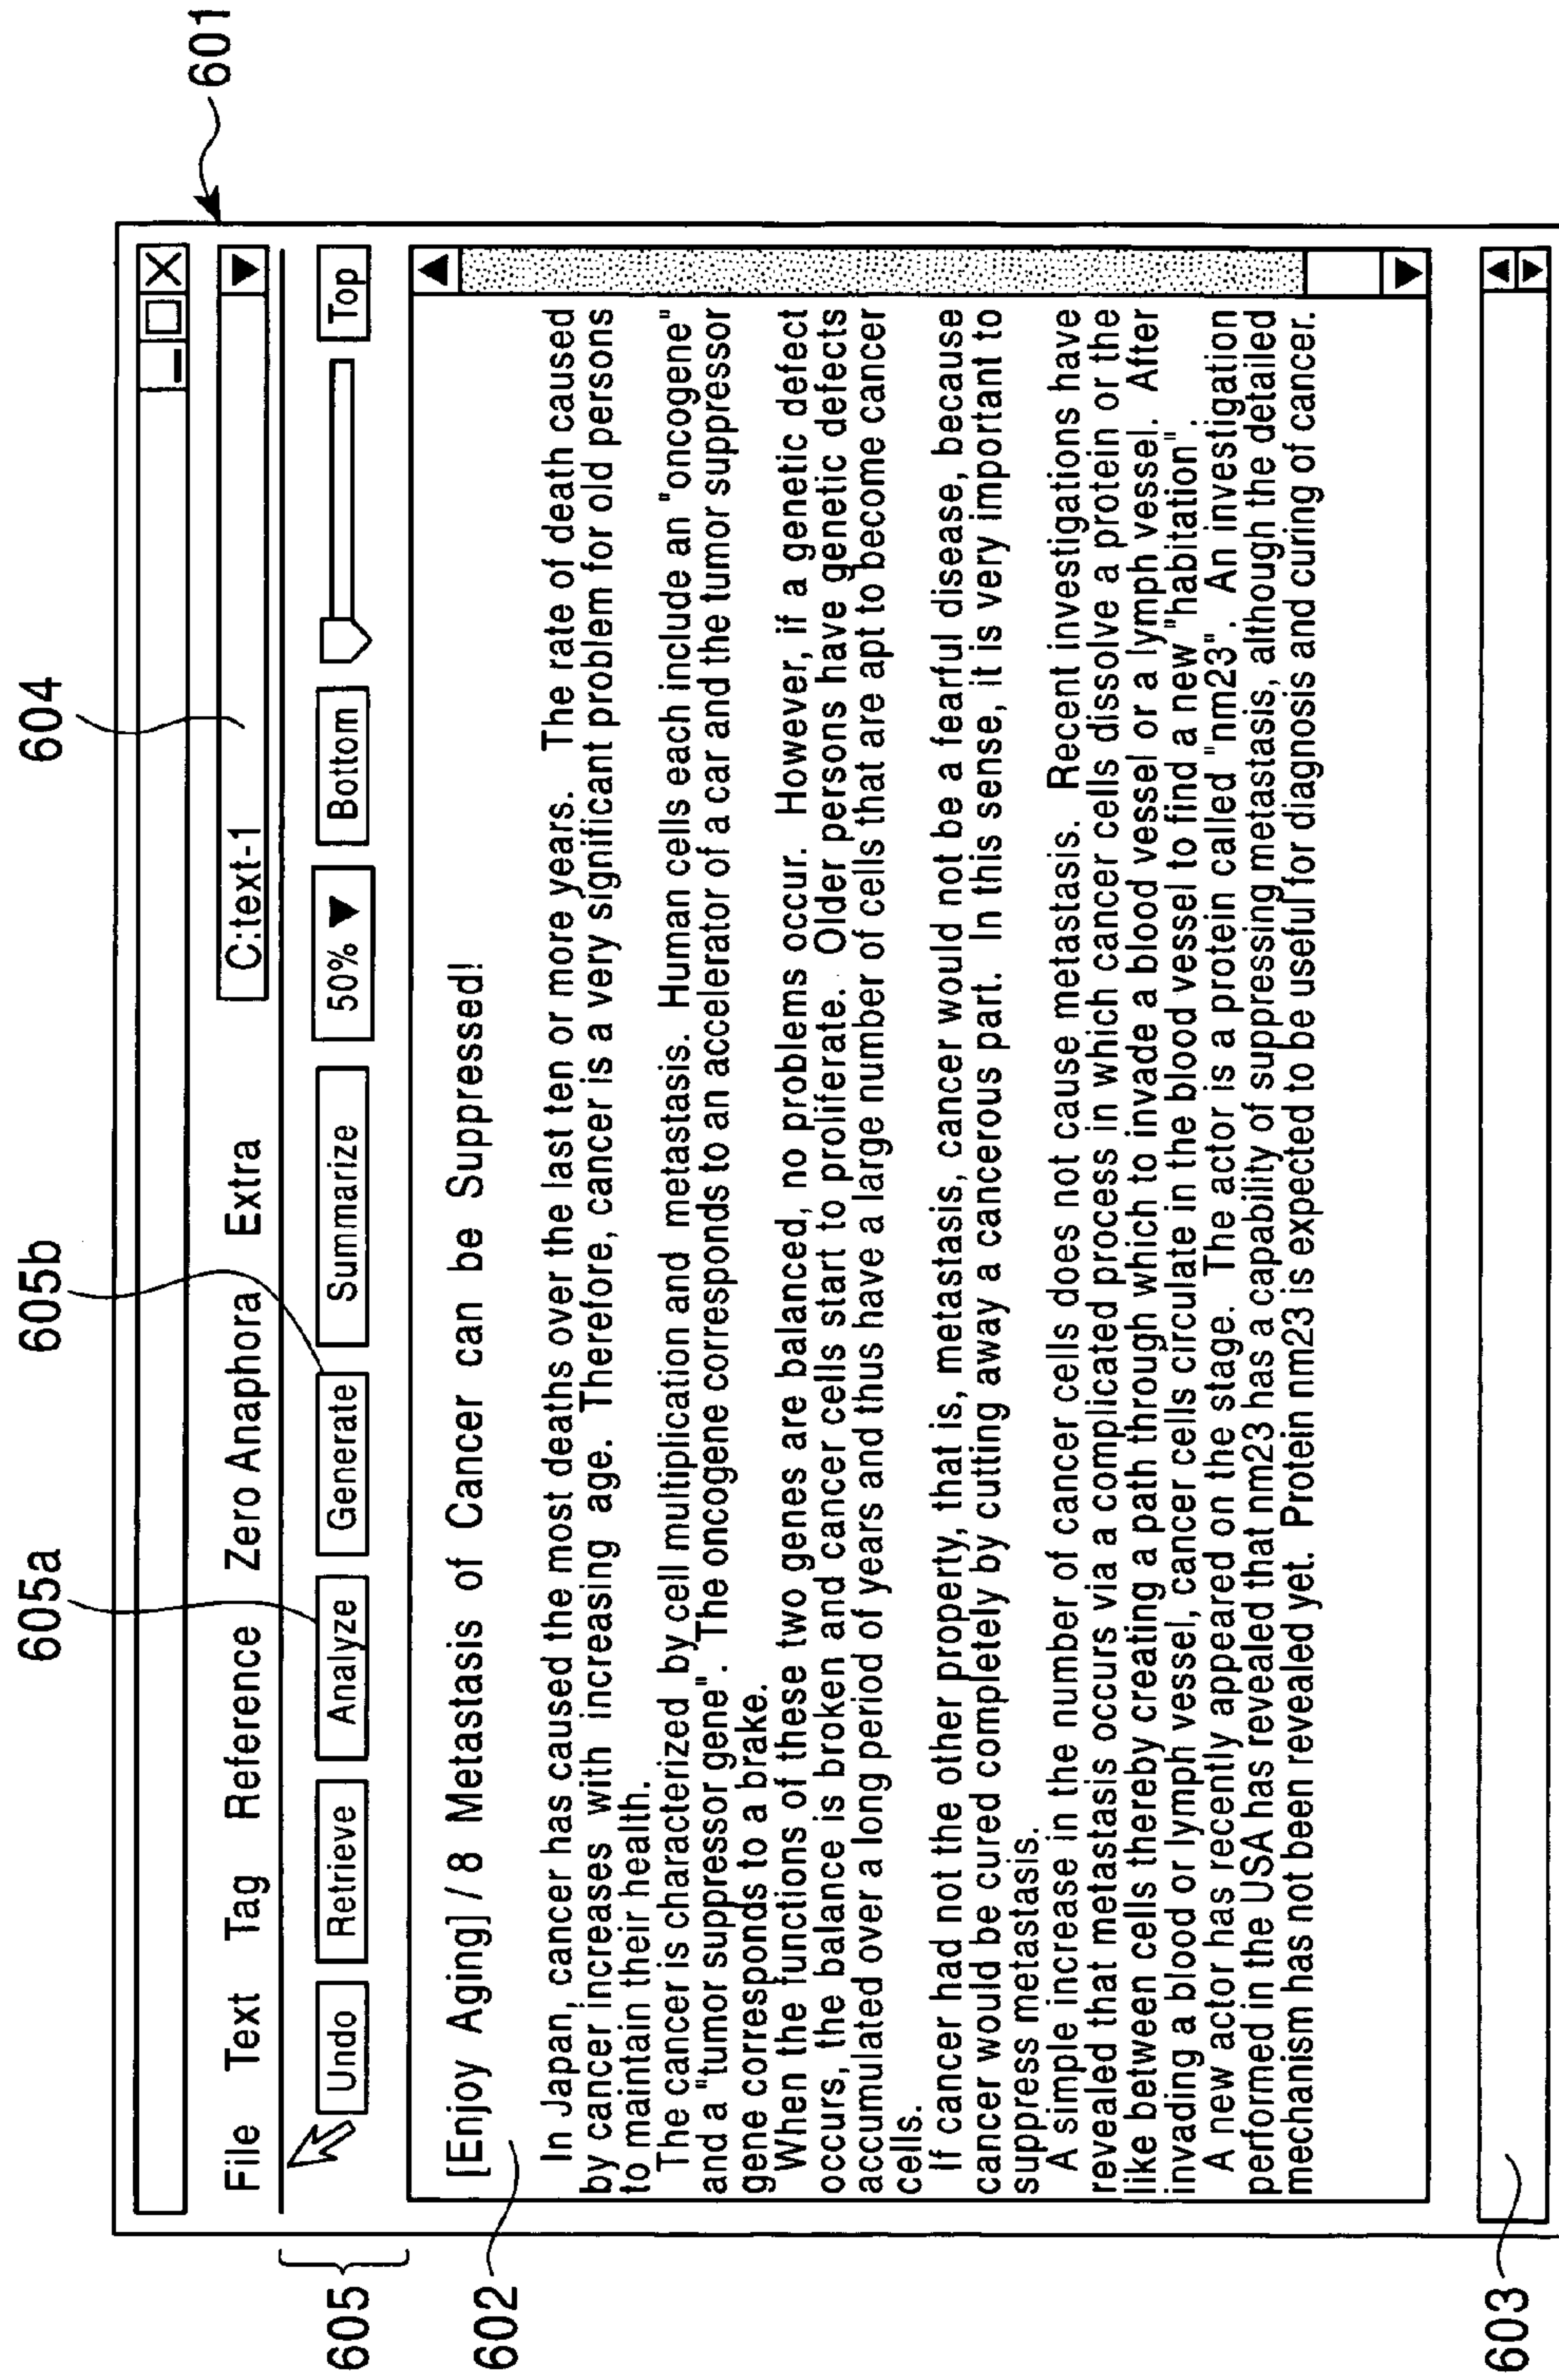 601
604
605b
605a
C:text-1
File Text Tag Reference Zero Anaphora Extra
605
Undo Retrieve Analyze Generate Summarize 50% Bottom Top
602
[Enjoy Aging] / 8 Metastasis of Cancer can be Suppressed!
In Japan, cancer has caused the most deaths over the last ten or more years. The rate of death caused
by cancer increases with increasing age. Therefore, cancer is a very significant problem for old persons
to maintain their health.
The cancer is characterized by cell multiplication and metastasis. Human cells each include an "oncogene"
and a "tumor suppressor gene". The oncogene corresponds to an accelerator of a car and the tumor suppressor
gene corresponds to a brake.
When the functions of these two genes are balanced, no problems occur. However, if a genetic defect
occurs, the balance is broken and cancer cells start to proliferate. Older persons have genetic defects
accumulated over a long period of years and thus have a large number of cells that are apt to become cancer
cells.
If cancer had not the other property, that is, metastasis, cancer would not be a fearful disease, because
cancer would be cured completely by cutting away a cancerous part. In this sense, it is very important to
suppress metastasis.
A simple increase in the number of cancer cells does not cause metastasis. Recent investigations have
revealed that metastasis occurs via a complicated process in which cancer cells dissolve a protein or the
like between cells thereby creating a path through which to invade a blood vessel or a lymph vessel. After
invading a blood or lymph vessel, cancer cells circulate in the blood vessel to find a new "habitation".
A new actor has recently appeared on the stage. The actor is a protein called "nm23". An investigation
performed in the USA has revealed that nm23 has a capability of suppressing metastasis, although the detailed
mechanism has not been revealed yet. Protein nm23 is expected to be useful for diagnosis and curing of cancer.
603